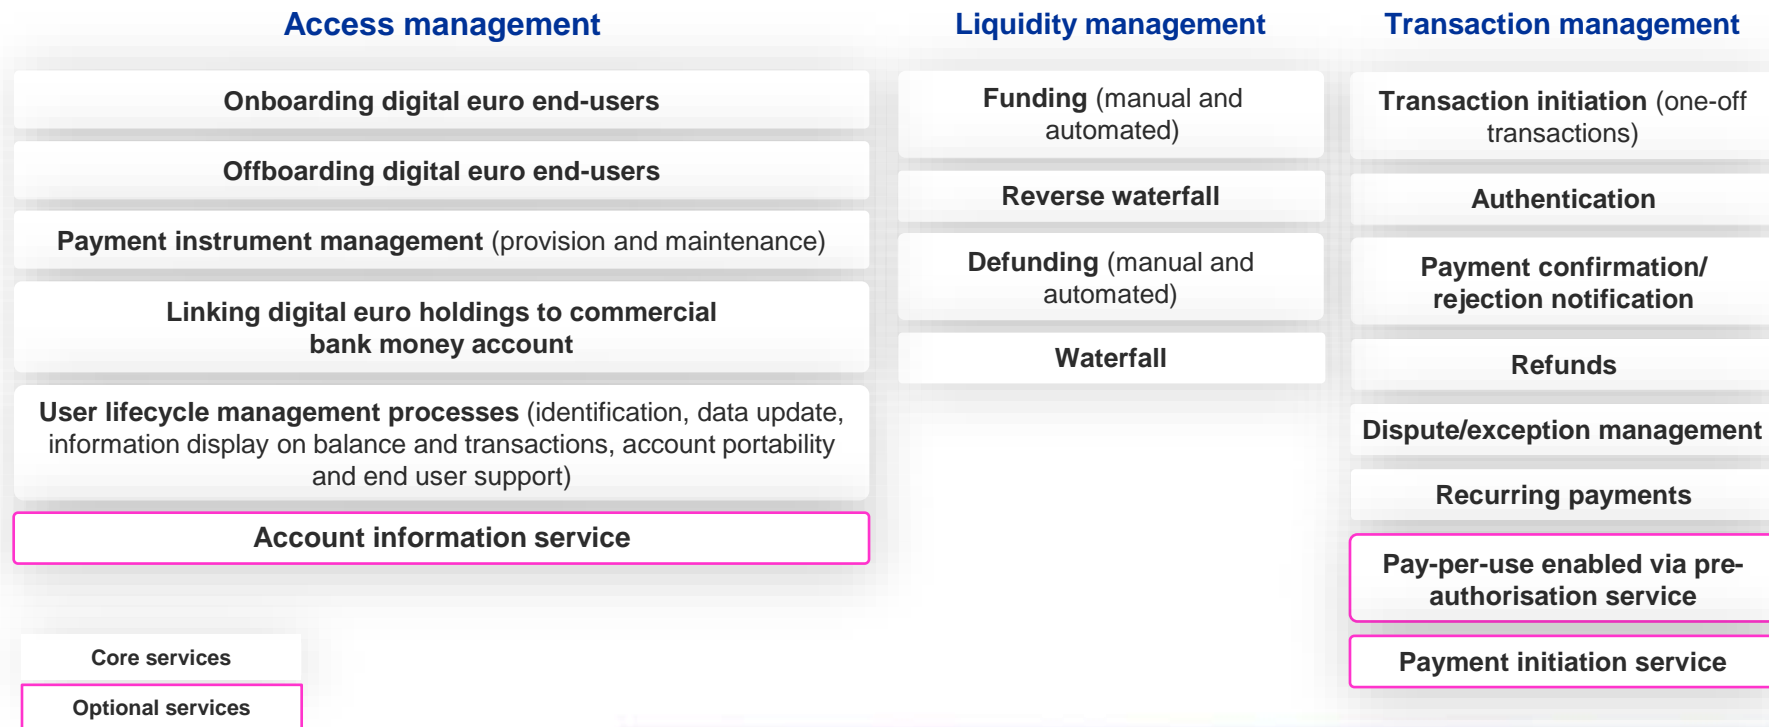 Access management
Onboarding digital euro end-users
Offboarding digital euro end-users
Payment instrument management (provision and maintenance)
Linking digital euro holdings to commercial
bank money account
User lifecycle management processes (identification, data update,
information display on balance and transactions, account portability
and end user support)
Account information service
Core services
Optional services
Liquidity management
Funding (manual and
automated)
Reverse waterfall
Defunding (manual and
automated)
Waterfall
Transaction management
Transaction initiation (one-off
transactions)
Authentication
Payment confirmation/
rejection notification
Refunds
Dispute/exception management
Recurring payments
Pay-per-use enabled via pre-
authorisation service
Payment initiation service